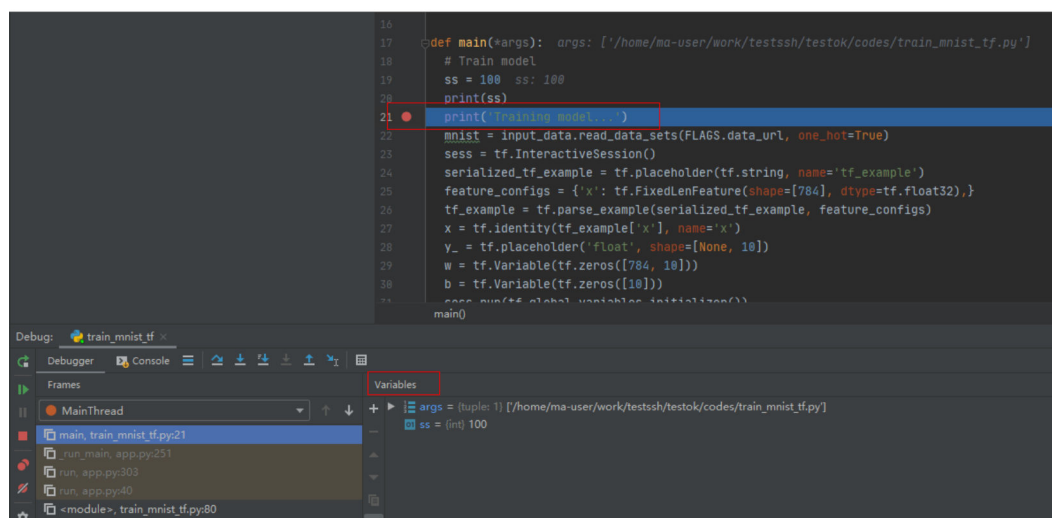 16
17 def main(*args): args: ['/home/ma-user/work/testssh/testok/codes/train_mnist_tf.py']
18 # Train model
19 ss = 100 ss: 100
20 print(ss)
21 print('Training model...')
22 mnist = input_data.read_data_sets(FLAGS.data_url, one_hot=True)
23 sess = tf.InteractiveSession()
24 serialized_tf_example = tf.placeholder(tf.string, name='tf_example')
25 feature_configs = {'x': tf.FixedLenFeature(shape=[784], dtype=tf.float32),}
26 tf_example = tf.parse_example(serialized_tf_example, feature_configs)
27 x = tf.identity(tf_example['x'], name='x')
28 y_ = tf.placeholder('float', shape=[None, 10])
29 w = tf.Variable(tf.zeros([784, 10]))
30 b = tf.Variable(tf.zeros([10]))
31 sess.run(tf.global_variables_initializer())
main()
Debug: train_mnist_tf ×
Debugger Console
Frames
Variables
MainThread
args = {tuple: 1} ['/home/ma-user/work/testssh/testok/codes/train_mnist_tf.py']
main, train_mnist_tf.py:21
ss = {int} 100
_run_main, app.py:251
run, app.py:303
run, app.py:40
<module>, train_mnist_tf.py:80